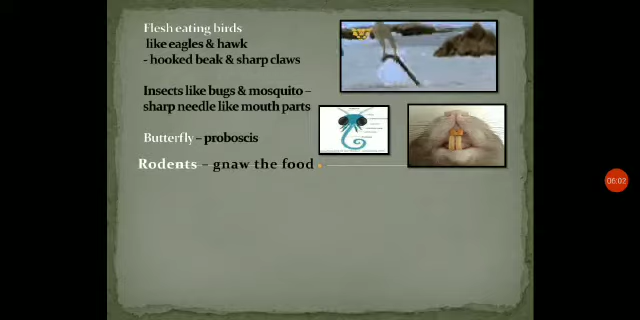 Flesh eating birds
like eagles & hawk
- hooked beak & sharp claws
Insects like bugs & mosquito –
sharp needle like mouth parts
Butterfly – proboscis
Rodents – gnaw the food
06:02